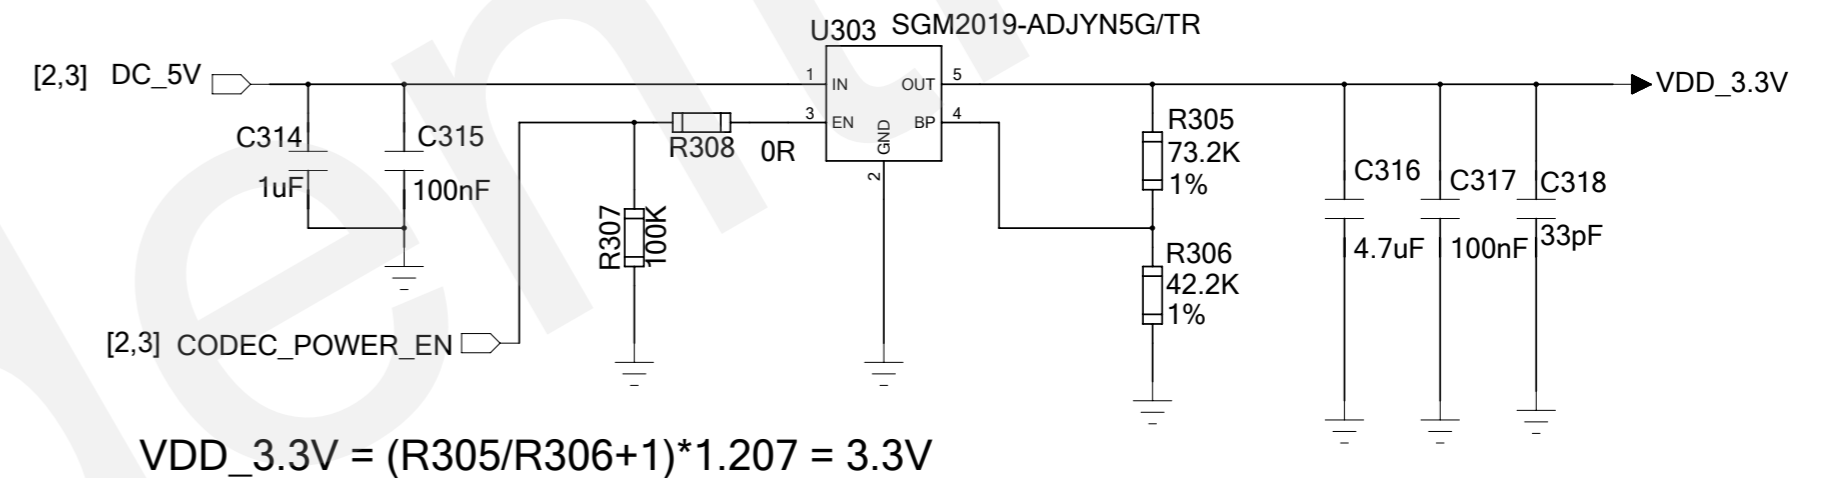 U303 SGM2019-ADJYN5G/TR
[2,3] DC_5V
1 IN OUT 5
VDD_3.3V
3 EN BP 4
GND
2
C314
1uF
C315
100nF
R308 0R
R307
100K
R305
73.2K
1%
R306
42.2K
1%
C316
4.7uF
C317
100nF
C318
33pF
[2,3] CODEC_POWER_EN
VDD_3.3V = (R305/R306+1)*1.207 = 3.3V